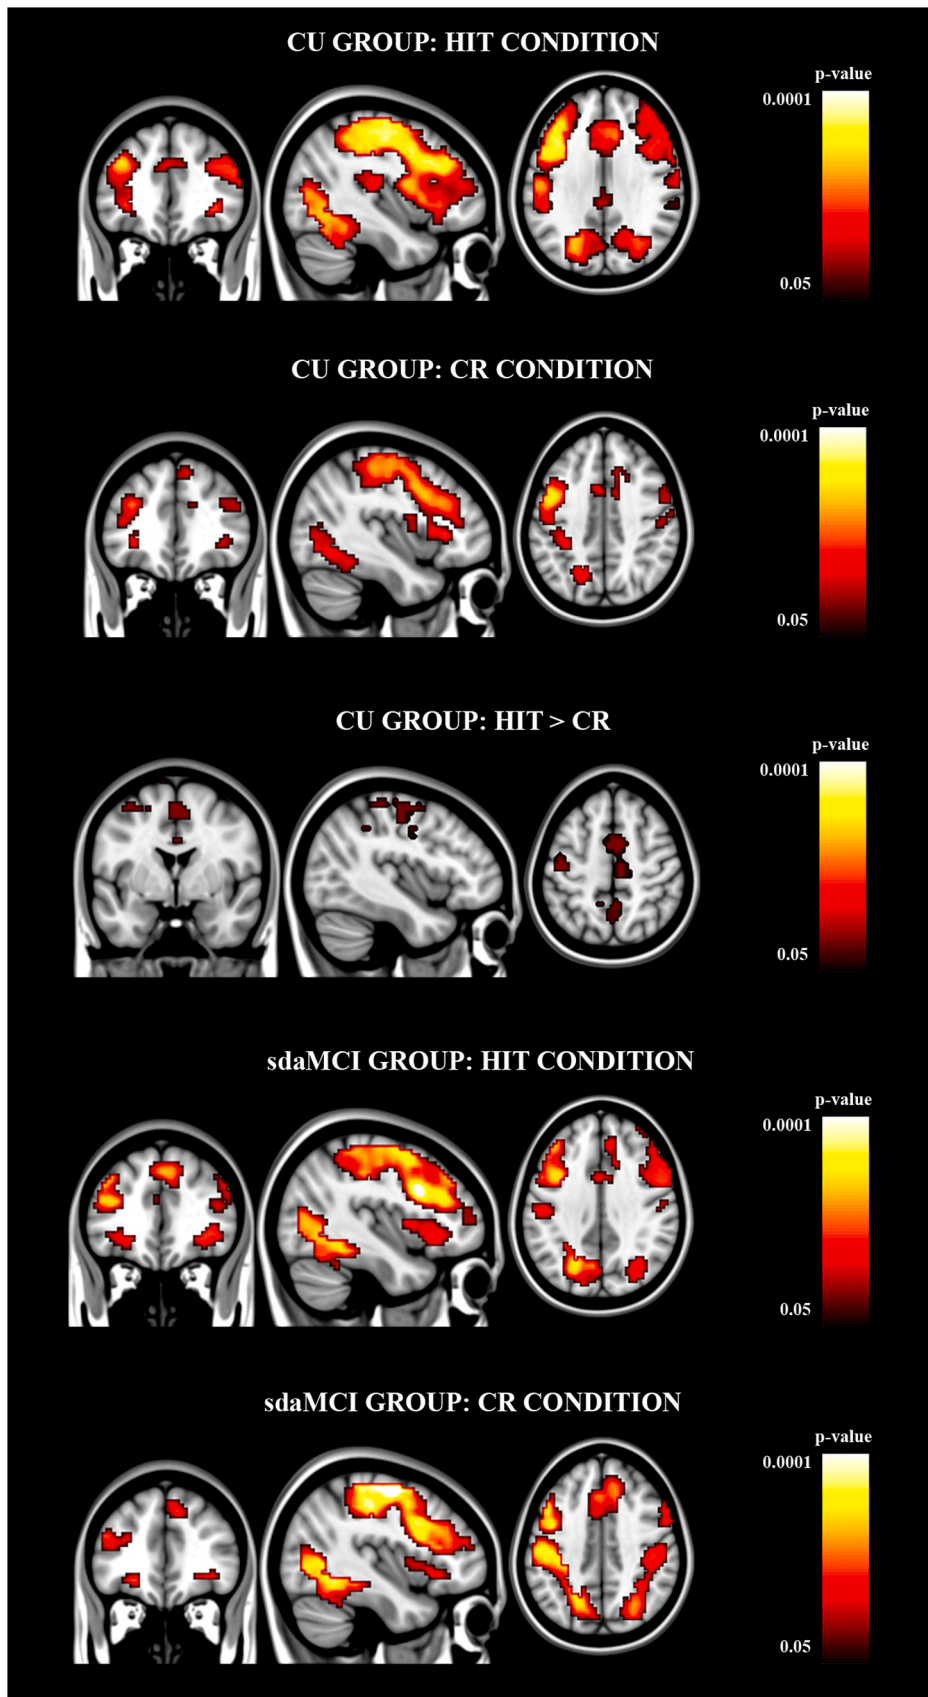 CU GROUP: HIT CONDITION
p-value
0.0001
0.05
CU GROUP: CR CONDITION
p-value
0.0001
0.05
CU GROUP: HIT > CR
p-value
0.0001
0.05
sdaMCI GROUP: HIT CONDITION
p-value
0.0001
0.05
sdaMCI GROUP: CR CONDITION
p-value
0.0001
0.05